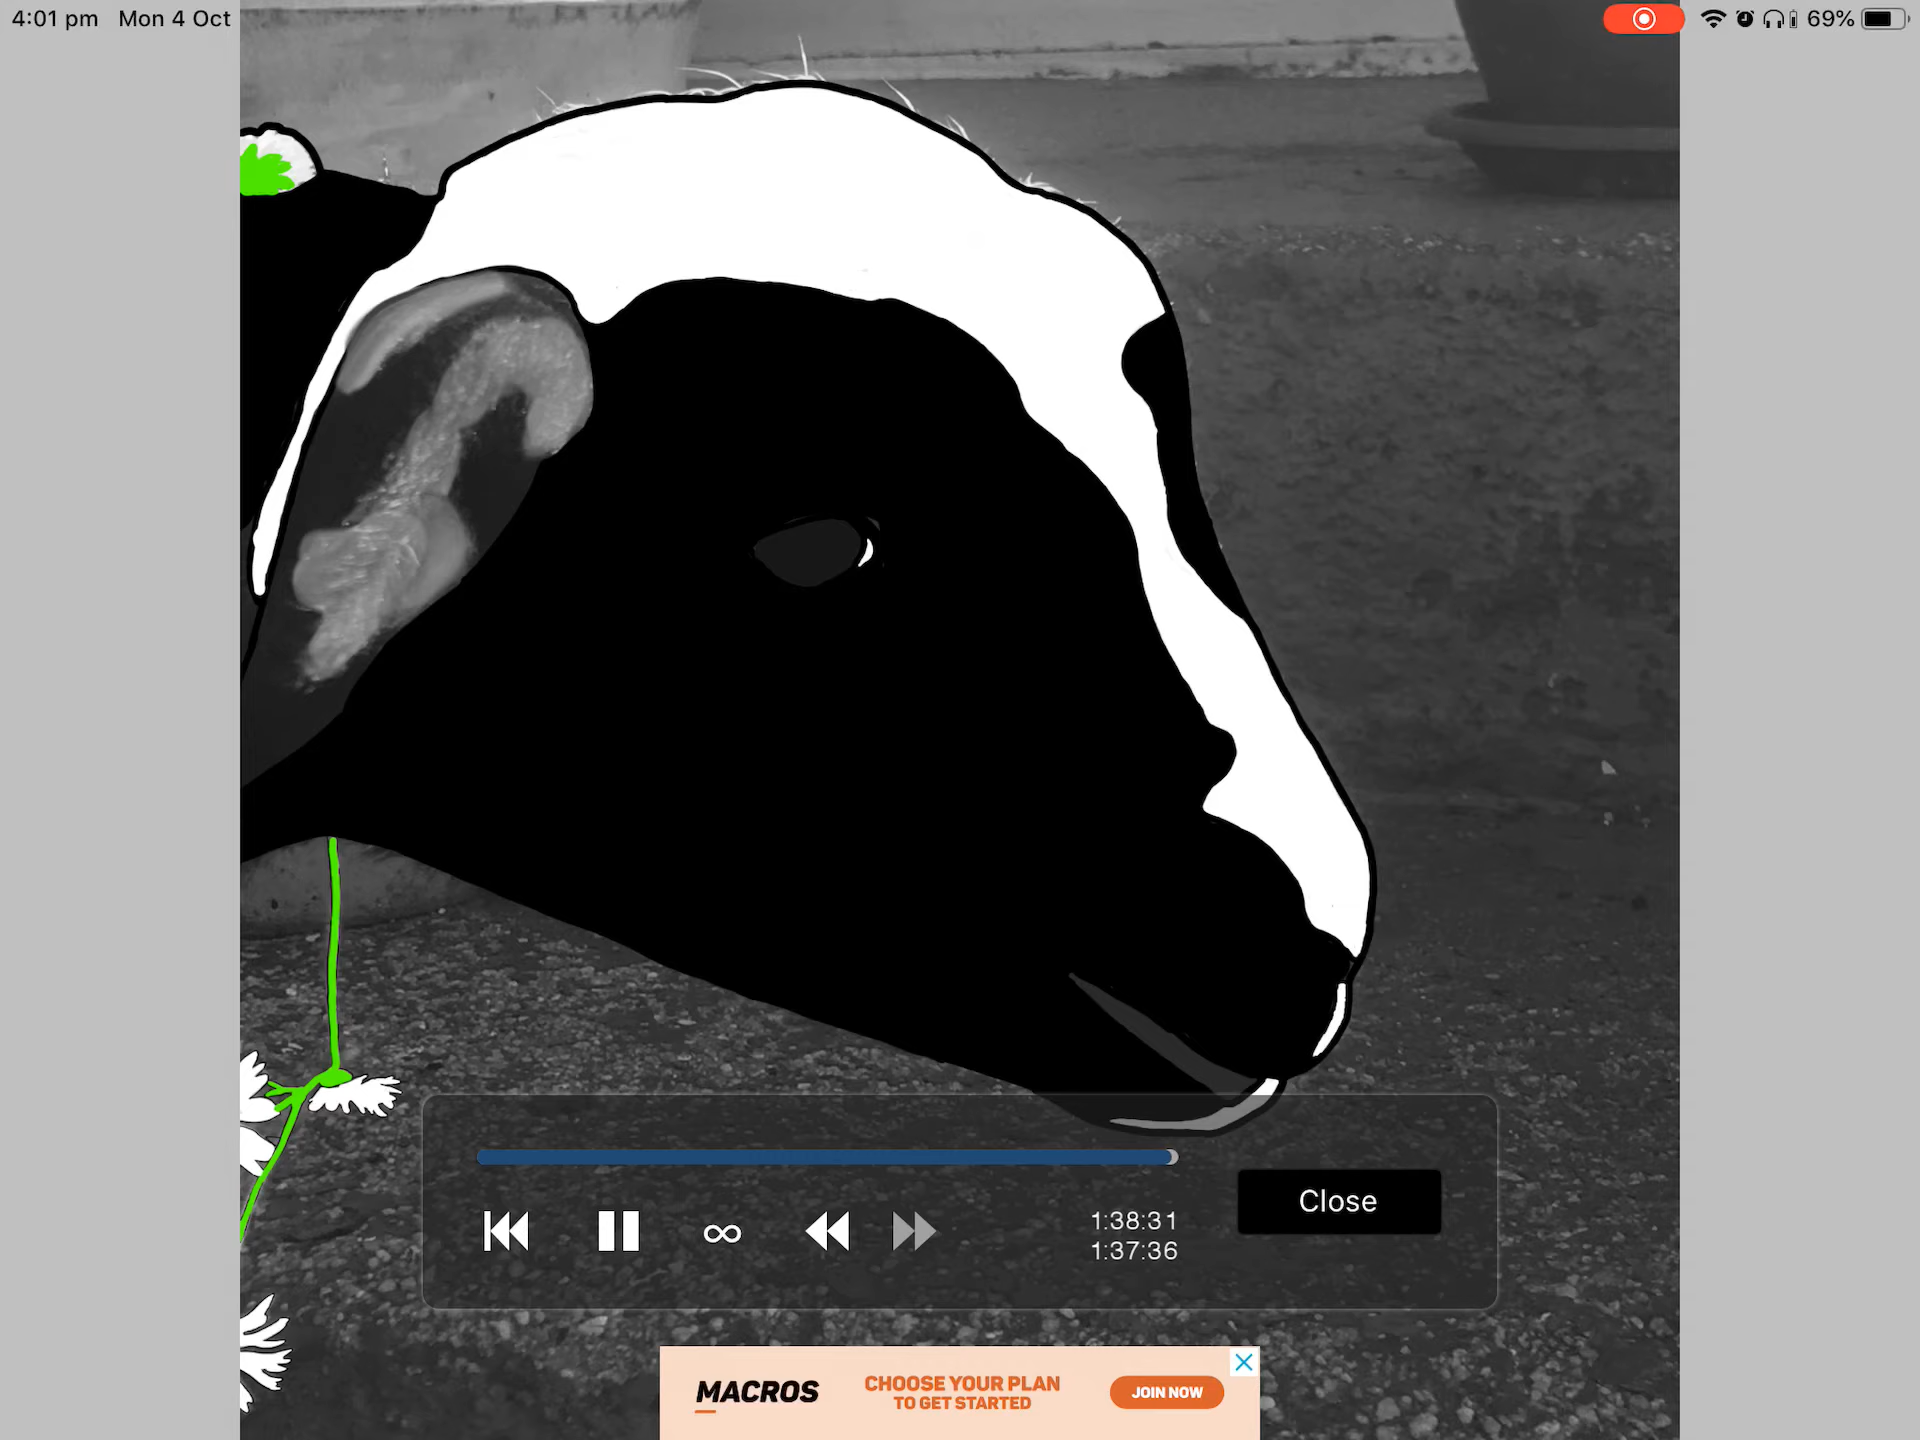 4:01 pm Mon 4 Oct
69%
1:38:31
1:37:36
Close
MACROS
CHOOSE YOUR PLAN
TO GET STARTED
JOIN NOW